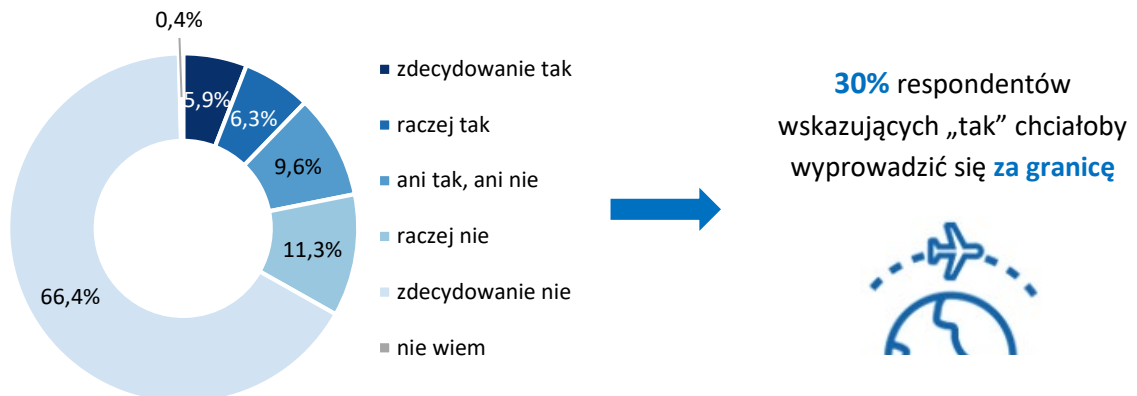 0,4%
5,9%
6,3%
9,6%
11,3%
66,4%
zdecydowanie tak
raczej tak
ani tak, ani nie
raczej nie
zdecydowanie nie
nie wiem
30% respondentów
wskazujących „tak” chciałoby
wyprowadzić się za granicę